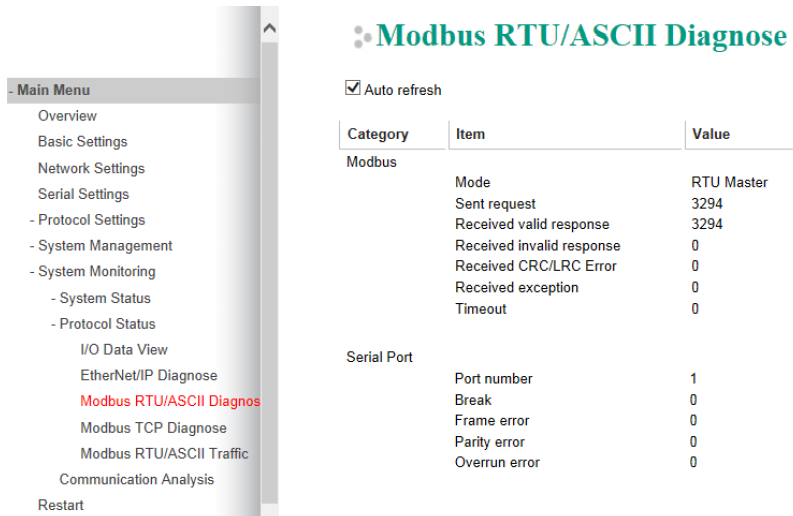 Modbus RTU/ASCII Diagnose
- Main Menu
Overview
Basic Settings
Network Settings
Serial Settings
- Protocol Settings
- System Management
- System Monitoring
- System Status
- Protocol Status
I/O Data View
EtherNet/IP Diagnose
Modbus RTU/ASCII Diagnos
Modbus TCP Diagnose
Modbus RTU/ASCII Traffic
Communication Analysis
Restart
Auto refresh
Category Item Value
Modbus
Mode RTU Master
Sent request 3294
Received valid response 3294
Received invalid response 0
Received CRC/LRC Error 0
Received exception 0
Timeout 0
Serial Port
Port number 1
Break 0
Frame error 0
Parity error 0
Overrun error 0